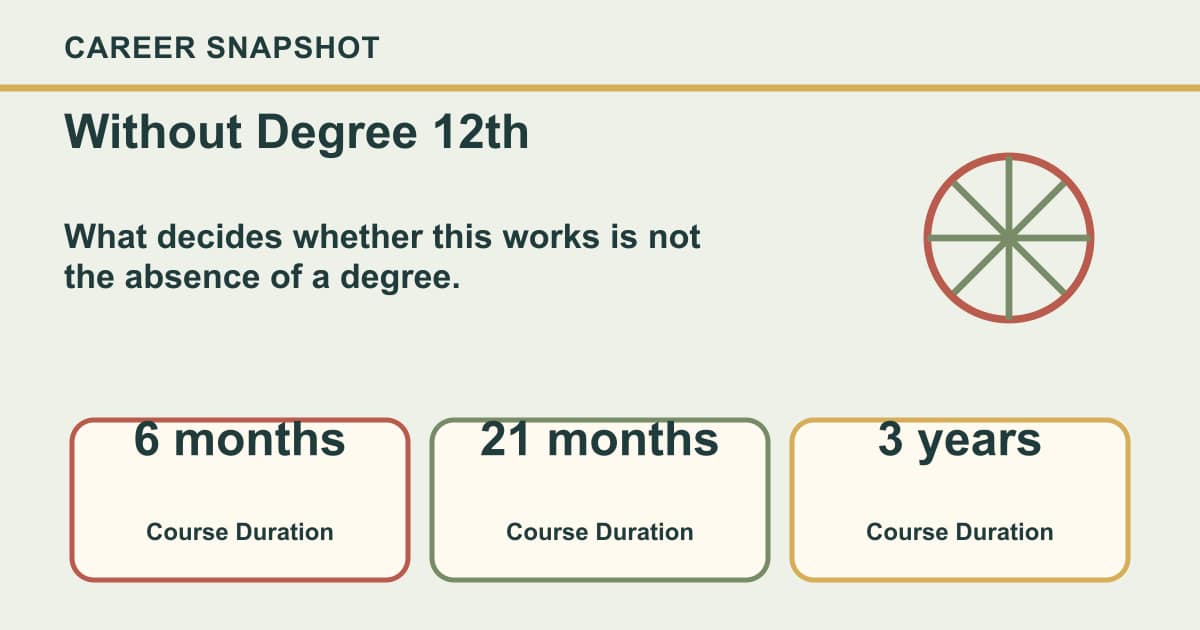 CAREER SNAPSHOT
Without Degree 12th
What decides whether this works is not
the absence of a degree.
6 months
21 months
3 years
Course Duration
Course Duration
Course Duration